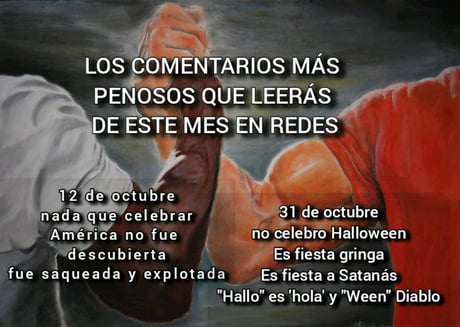 LOS COMENTARIOS MÁS
PENOSOS QUE LEERÁS
DE ESTE MES EN REDES
12 de octubre
nada que celebrar
América no fue
descubierta
fue saqueada y explotada
31 de octubre
no celebro Halloween
Es fiesta gringa
Es fiesta a Satanás
"Hallo" es 'hola' y "Ween" Diablo